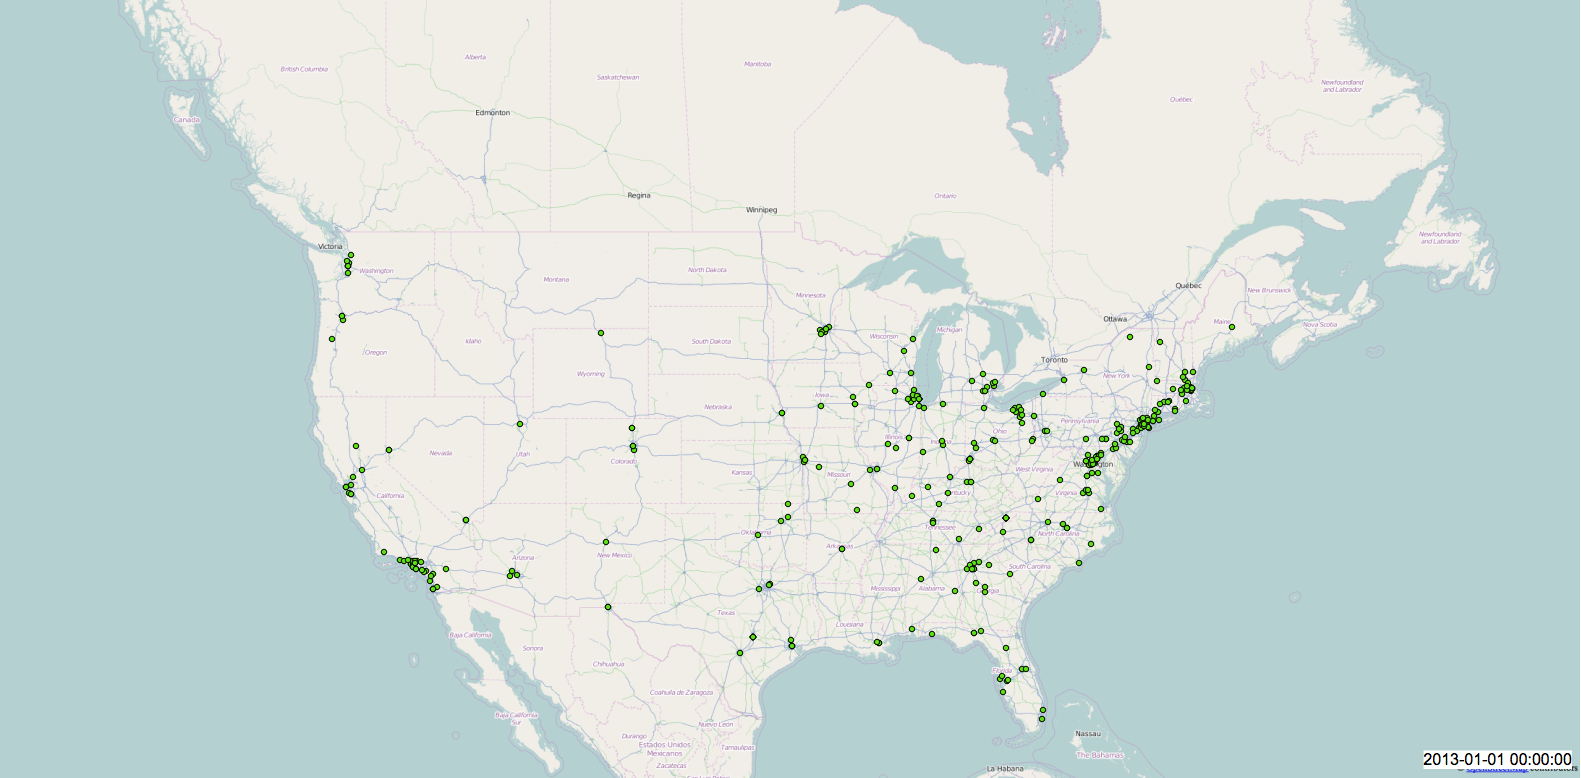 Alberta
Manitoba
British Columbia
Saskatchewan
Newfoundland
and Labrador
Québec
Edmonton
Canada
Regina
Ontario
Winnipeg
Victoria
Newfoundland
and Labrador
Washington
North Dakota
Montana
Québec
New Brunswick
Minnesota
Ottawa
Maine
Nova Scotia
Michigan
Wisconsin
South Dakota
Idaho
Oregon
Toronto
Wyoming
New York
Iowa
Nebraska
Pennsylvania
Ohio
Illinois
Nevada
Utah
Colorado
Washington
West Virginia
Kansas
Missouri
California
Virginia
Tennessee
Oklahoma
North Carolina
Arkansas
New Mexico
Arizona
South Carolina
Mississippi
Alabama
Georgia
Texas
Louisiana
Baja California
Sonora
Chihuahua
Florida
Coahuila de Zaragoza
Baja California
Sur
Nuevo León
Nassau
Durango
Estados Unidos
Mexicanos
Tamaulipas
The Bahamas
Zacatecas
2013-01-01 00:00:00
La Habana